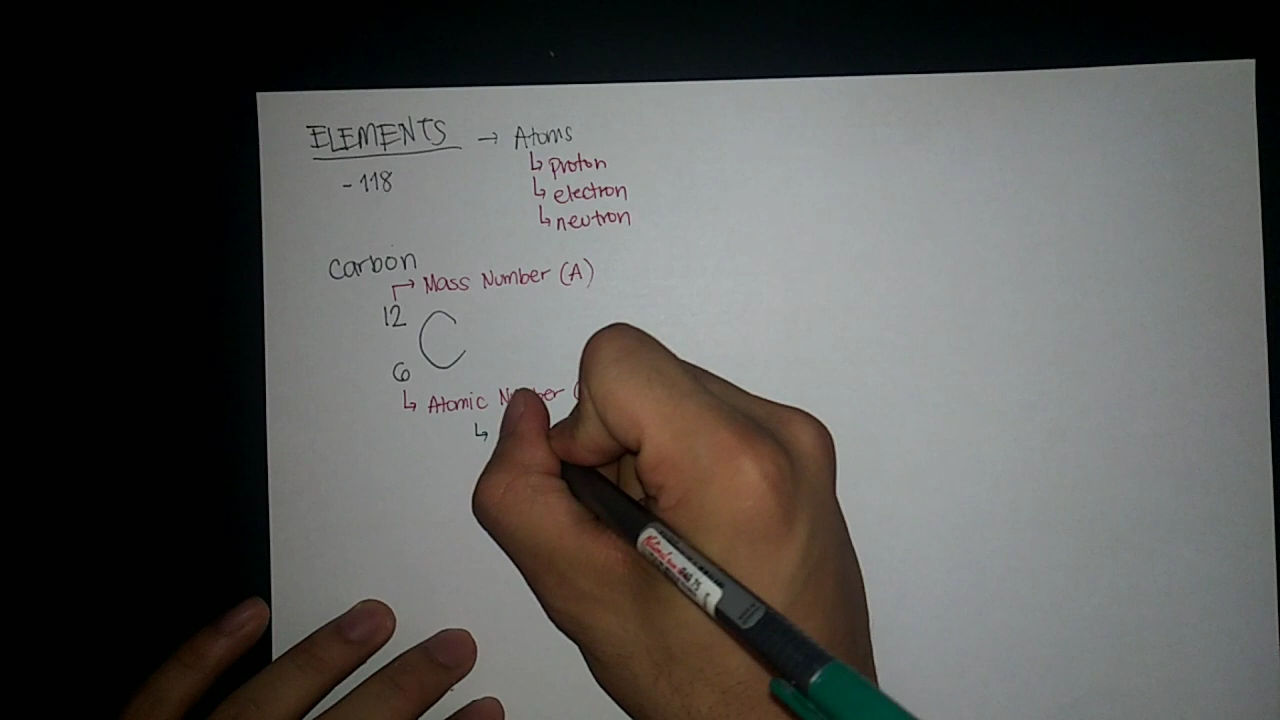 ELEMENTS → Atoms
↳ proton
- 118
↳ electron
↳ neutron
Carbon
↱ Mass Number (A)
12
C
6
↳ Atomic (
↳